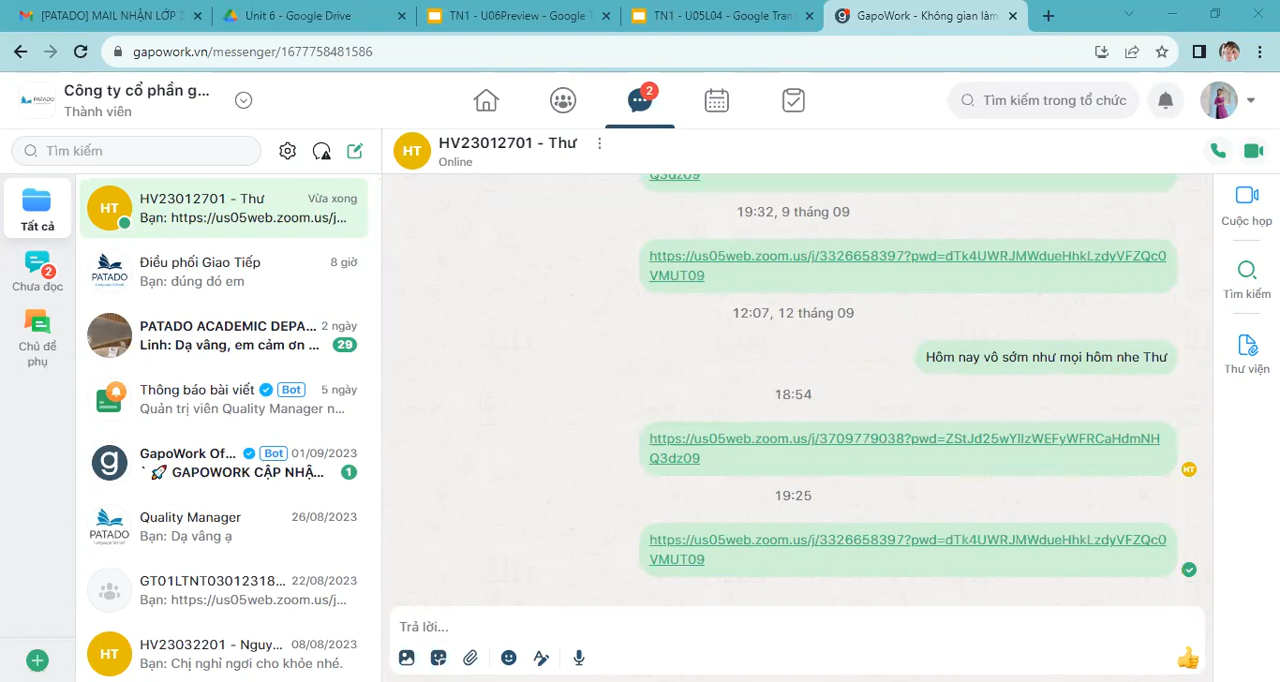 [PATADO] MAIL NHẬN LỚP 2
Unit 6 - Google Drive
TN1 - U06Preview - Google T
TN1 - U05L04 - Google Tran
GapoWork - Không gian làm
gapowork.vn/messenger/1677758481586
Công ty cổ phần g...
Thành viên
2
Tìm kiếm trong tổ chức
Tìm kiếm
HT
HV23012701 - Thư
Online
Tất cả
2
Chưa đọc
Chủ đề
phụ
HT
HV23012701 - Thư
Vừa xong
Bạn: https://us05web.zoom.us/j...
PATADO
Điều phối Giao Tiếp
8 giờ
Bạn: đúng đó em
PATADO ACADEMIC DEPA...
2 ngày
Linh: Dạ vâng, em cảm ơn ...
29
Thông báo bài viết
Bot
5 ngày
Quản trị viên Quality Manager n...
g
GapoWork Of...
Bot
01/09/2023
` 🚀 GAPOWORK CẬP NHẬ...
1
PATADO
Quality Manager
26/08/2023
Bạn: Dạ vâng ạ
GT01LTNT03012318...
22/08/2023
Bạn: https://us05web.zoom.us/j...
HT
HV23032201 - Nguy...
08/08/2023
Bạn: Chị nghỉ ngơi cho khỏe nhé.
Q3dz09
19:32, 9 tháng 09
https://us05web.zoom.us/j/3326658397?pwd=dTk4UWRJMWdueHhkLzdyVFZQc0
VMUT09
12:07, 12 tháng 09
Hôm nay vô sớm như mọi hôm nhe Thư
18:54
https://us05web.zoom.us/j/3709779038?pwd=ZStJd25wYllzWEFyWFRCaHdmNH
Q3dz09
HT
19:25
https://us05web.zoom.us/j/3326658397?pwd=dTk4UWRJMWdueHhkLzdyVFZQc0
VMUT09
Trả lời...
Cuộc họp
Tìm kiếm
Thư viện